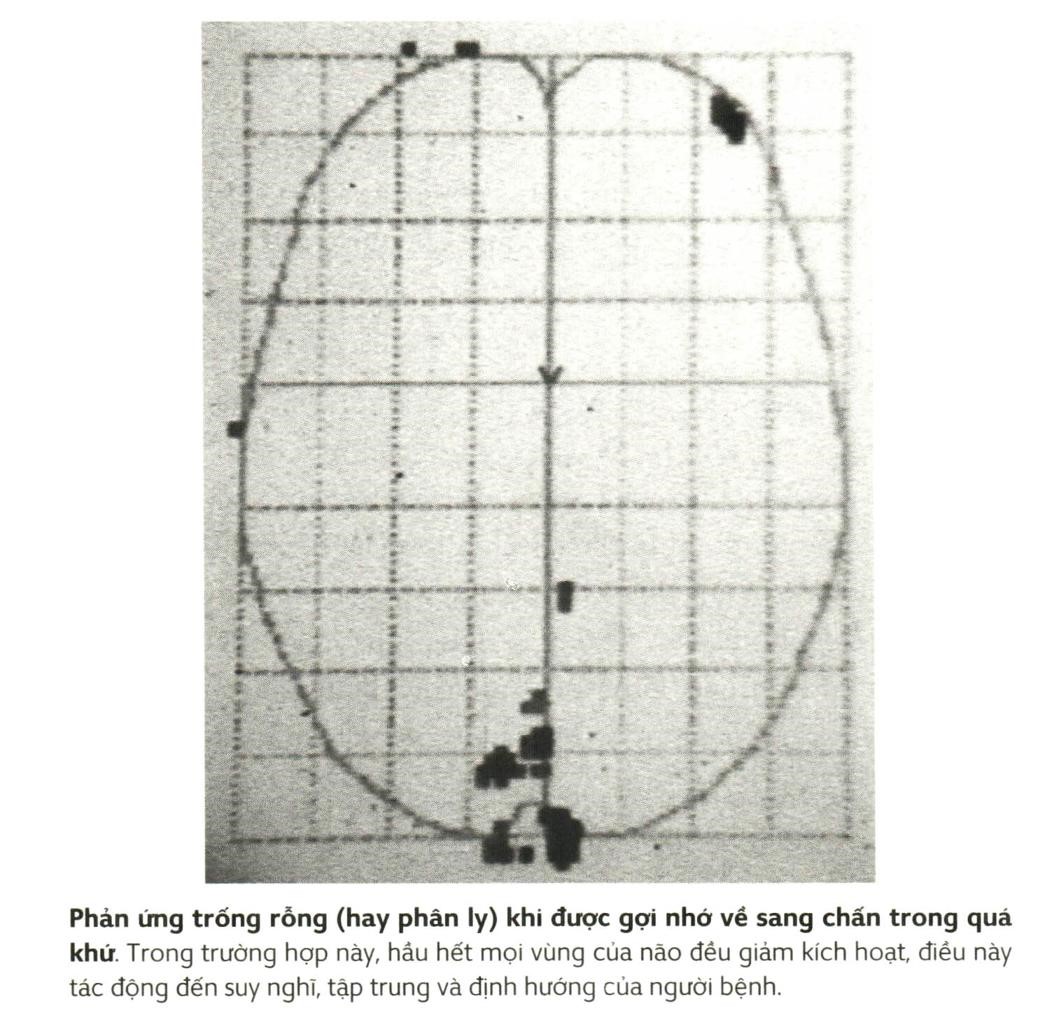 Phản ứng trống rỗng (hay phân ly) khi được gợi nhớ về sang chấn trong quá
khứ. Trong trường hợp này, hầu hết mọi vùng của não đều giảm kích hoạt, điều này
tác động đến suy nghĩ, tập trung và định hướng của người bệnh.